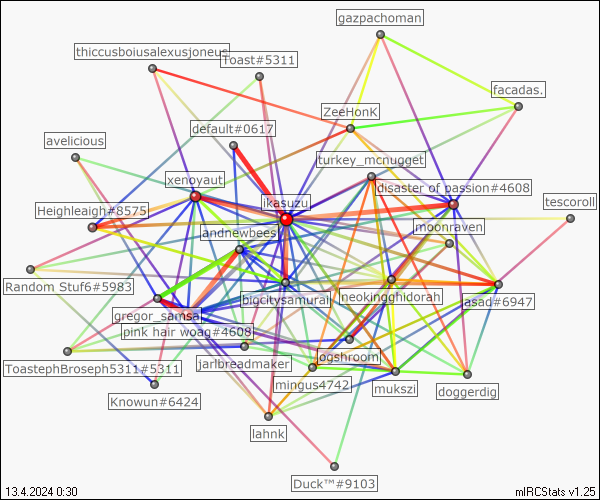 gazpachoman
thiccusboiusalexusjoneus
Toast#5311
facadas.
ZeeHonK
default#0617
avelicious
turkey_mcnugget
xenoyaut
disaster of passion#4608
ikasuzu
tescoroll
Heighleigh#8575
andnewbees
moonraven
Random Stuf6#5983
bigcitysamurai
neokingghidorah
jasad#6947
gregor_samsa.
pink hair woag#4608
ogshroom
ToastephBroseph5311#5311
jarlbreadmaker
mingus4742
mukszi
doggerdig
Knowun#6424
lahnk
Duck™#9103
13.4.2024 0:30
mIRCStats v1.25